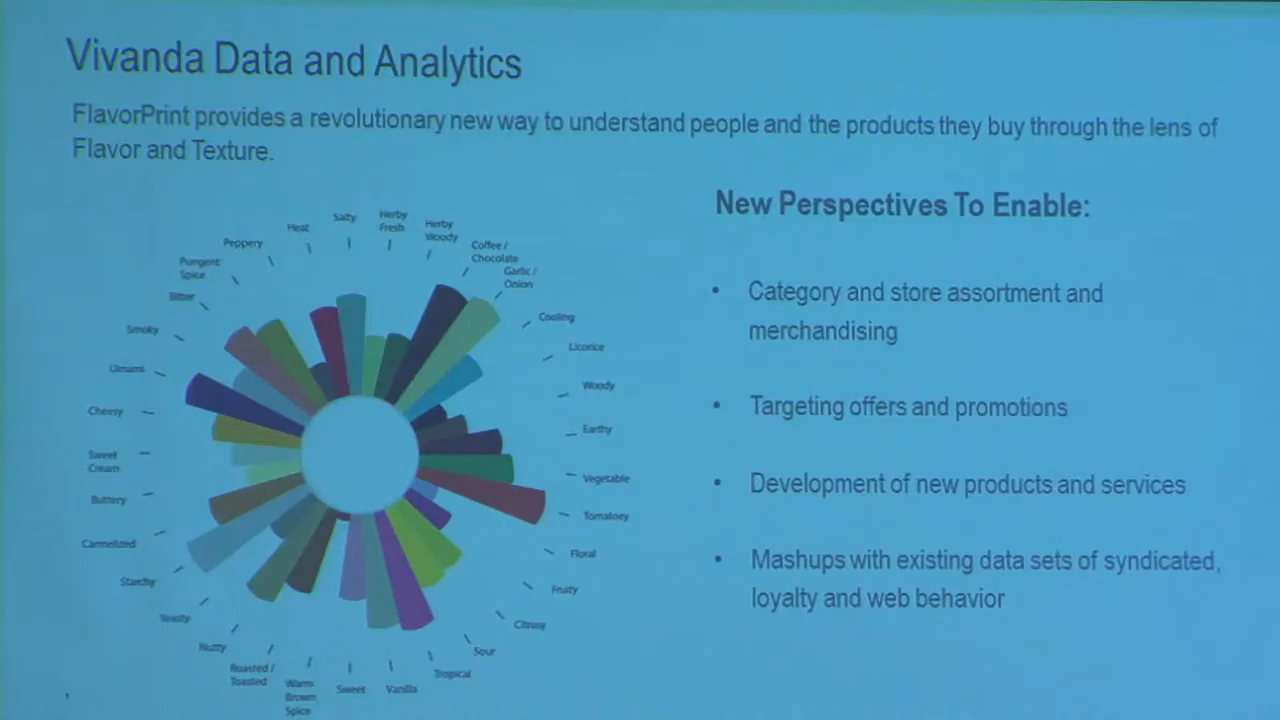 Vivanda Data and Analytics
FlavorPrint provides a revolutionary new way to understand people and the products they buy through the lens of
Flavor and Texture.
New Perspectives To Enable:
• Category and store assortment and
merchandising
• Targeting offers and promotions
• Development of new products and services
• Mashups with existing data sets of syndicated,
loyalty and web behavior
Salty
Herby
Fresh
Herby
Woody
Coffee /
Chocolate
Garlic /
Onion
Cooling
Licorice
Woody
Earthy
Vegetable
Tomatoey
Floral
Fruity
Citrusy
Sour
Tropical
Vanilla
Sweet
Warm
Brown
Spice
Roasted /
Toasted
Nutty
Yeasty
Starchy
Carmelized
Buttery
Sweet
Cream
Cheesy
Umami
Smoky
Bitter
Pungent
Spice
Peppery
Heat
1